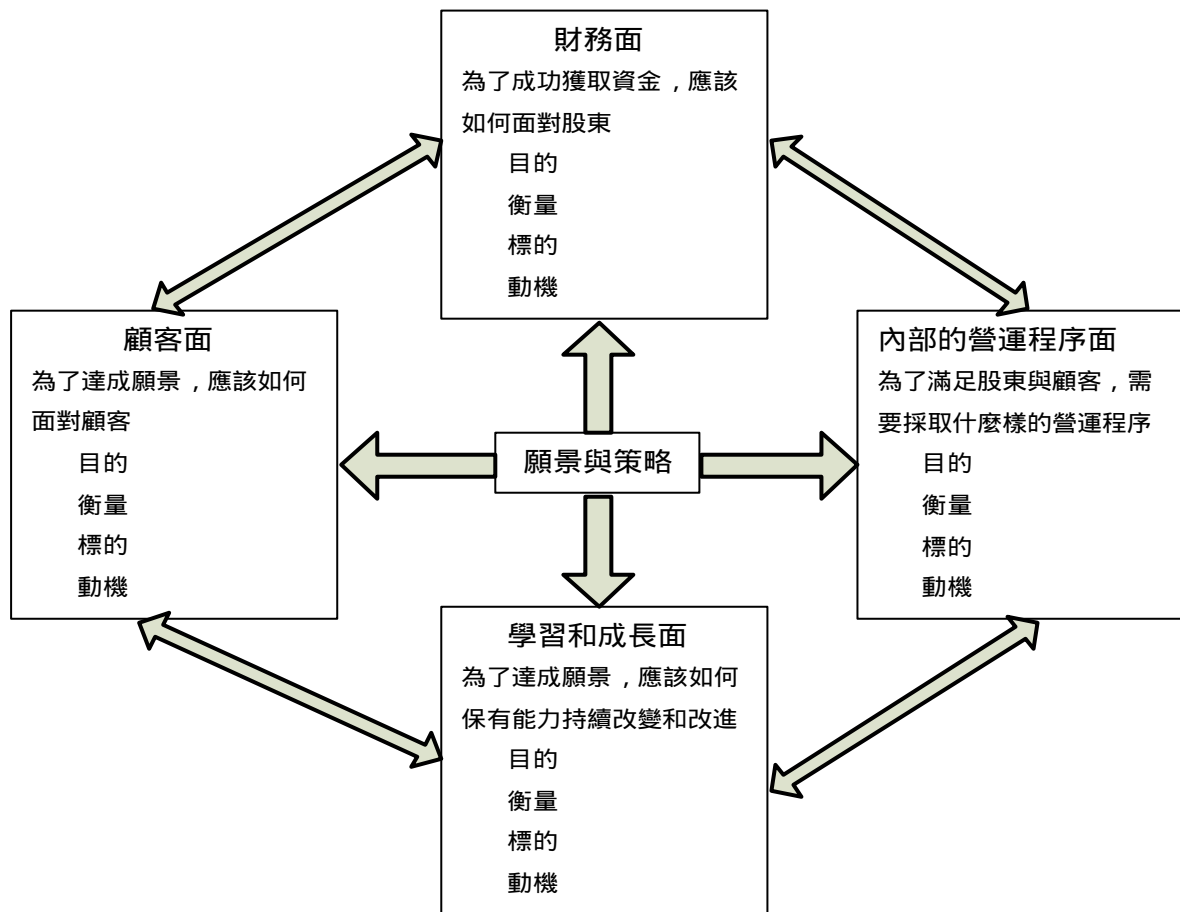 財務面
為了成功獲取資金，應該
如何面對股東
目的
衡量
標的
動機
顧客面
為了達成願景，應該如何
面對顧客
目的
衡量
標的
動機
願景與策略
內部的營運程序面
為了滿足股東與顧客，需
要採取什麼樣的營運程序
目的
衡量
標的
動機
學習和成長面
為了達成願景，應該如何
保有能力持續改變和改進
目的
衡量
標的
動機